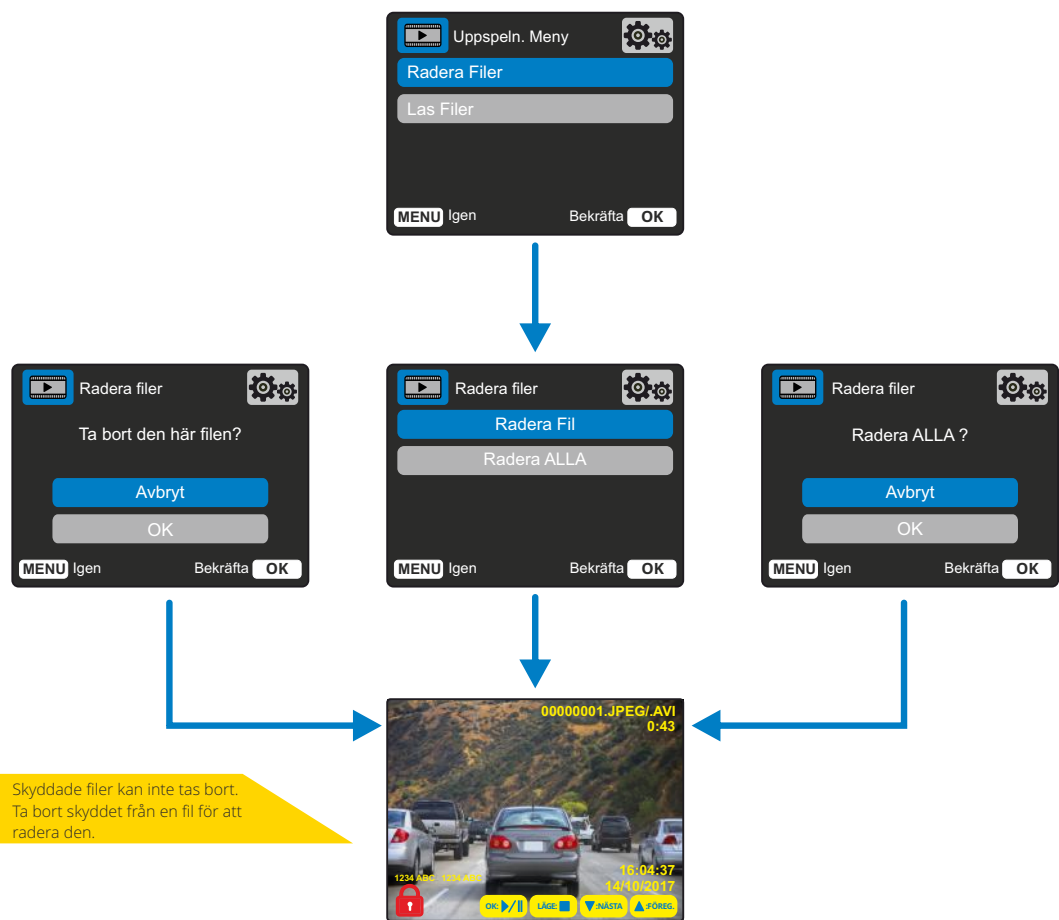 Uppspeln. Meny
Radera Filer
Las Filer
MENU Igen Bekräfta OK
Radera filer
Ta bort den här filen?
Avbryt
OK
MENU Igen Bekräfta OK
Radera filer
Radera Fil
Radera ALLA
MENU Igen Bekräfta OK
Radera filer
Radera ALLA ?
Avbryt
OK
MENU Igen Bekräfta OK
00000001.JPEG/.AVI
0:43
Skyddade filer kan inte tas bort.
Ta bort skyddet från en fil för att
radera den.
16:04:37
1234 ABC 1234 ABC
14/10/2017
OK: LÄGE: :NÄSTA :FÖREG.